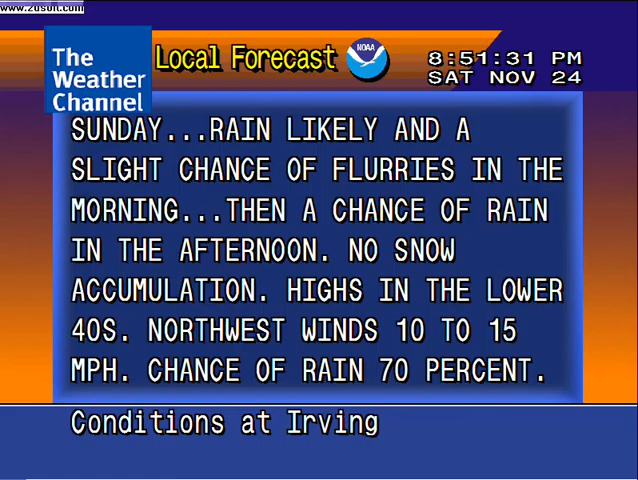 www.2dsoft.com
The
Weather
Channel
Local Forecast
NOAA
8:51:31 PM
SAT NOV 24
SUNDAY...RAIN LIKELY AND A
SLIGHT CHANCE OF FLURRIES IN THE
MORNING...THEN A CHANCE OF RAIN
IN THE AFTERNOON. NO SNOW
ACCUMULATION. HIGHS IN THE LOWER
40S. NORTHWEST WINDS 10 TO 15
MPH. CHANCE OF RAIN 70 PERCENT.
Conditions at Irving